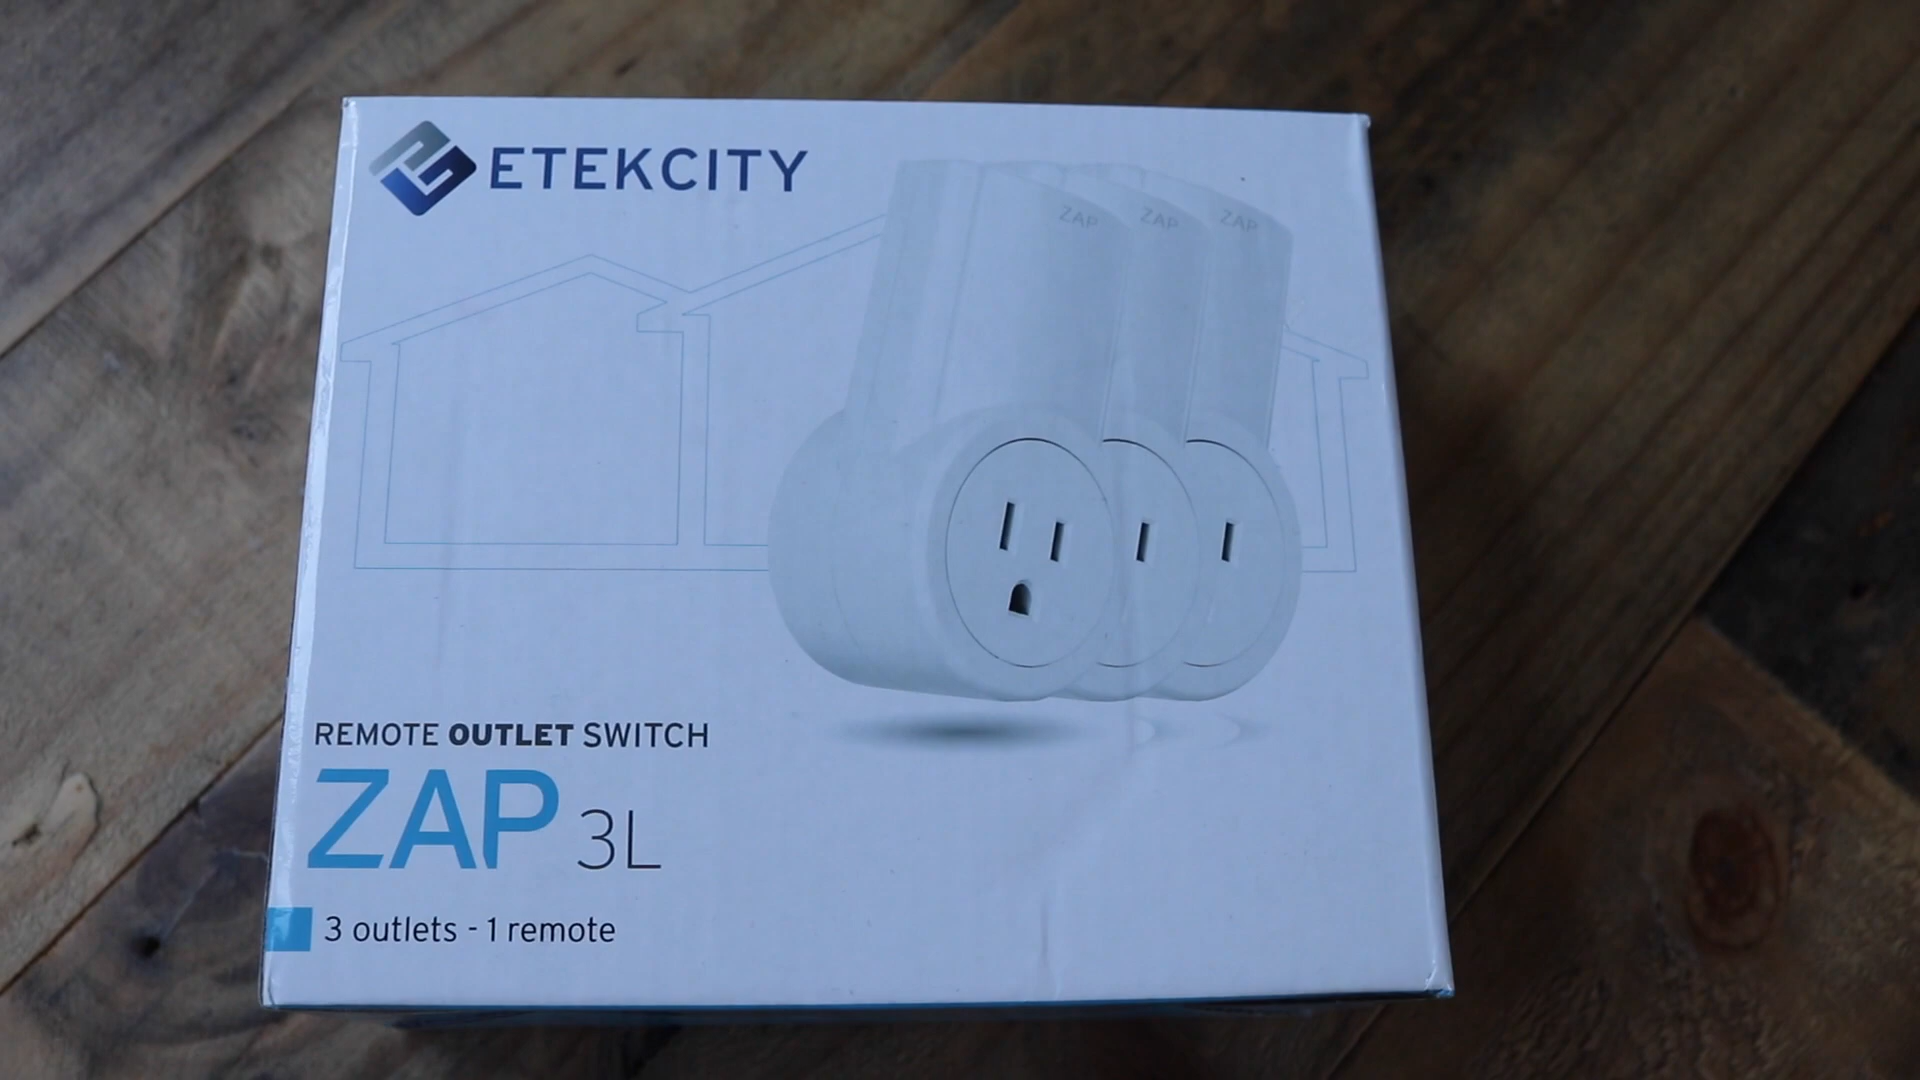 ETEKCITY
ZAP ZAP ZAP
REMOTE OUTLET SWITCH
ZAP 3L
3 outlets - 1 remote